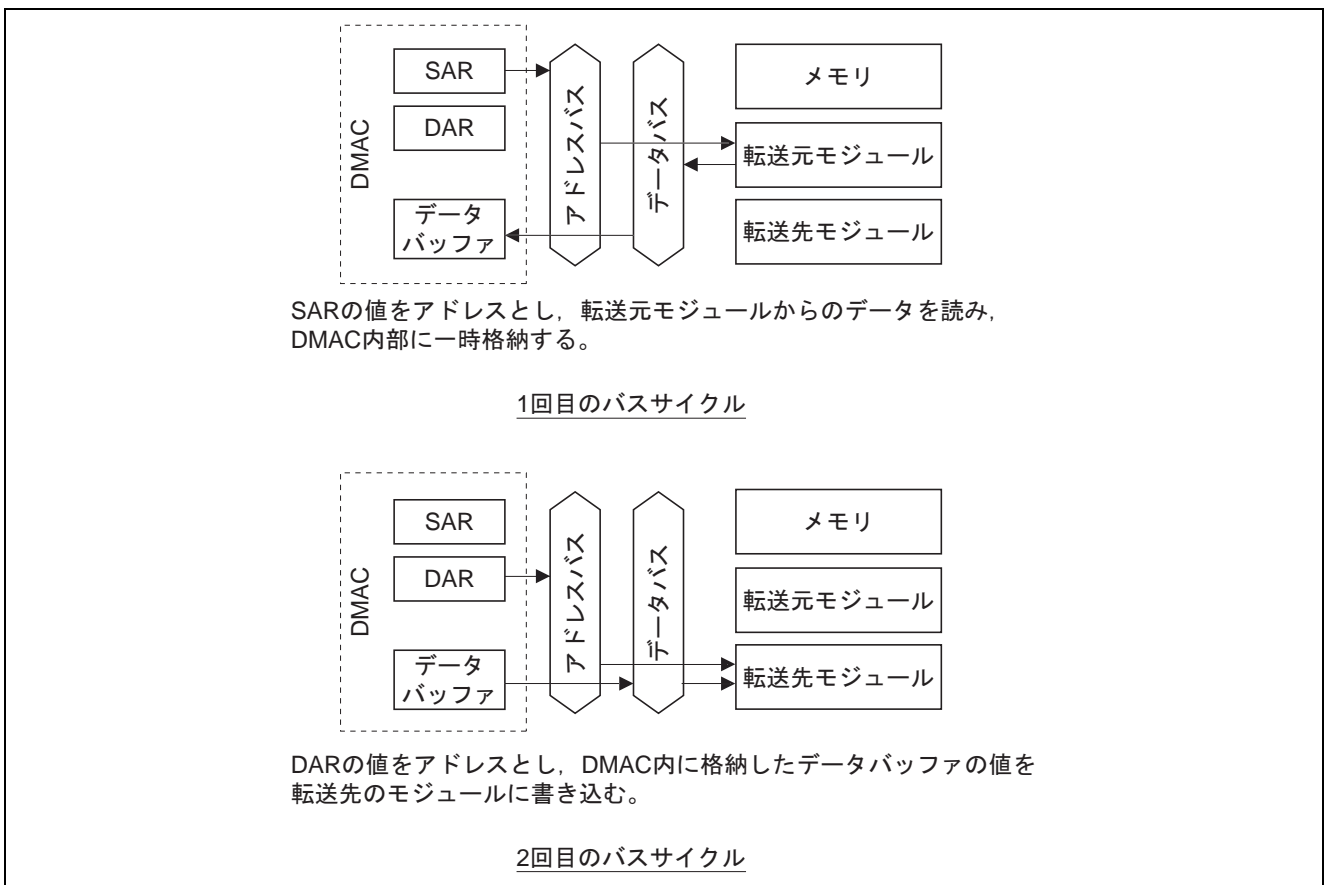 DMAC
SAR
DAR
データ
バッファ
アドレスバス
データバス
メモリ
転送元モジュール
転送先モジュール
SARの値をアドレスとし，転送元モジュールからのデータを読み，
DMAC内部に一時格納する。
1回目のバスサイクル
DMAC
SAR
DAR
データ
バッファ
アドレスバス
データバス
メモリ
転送元モジュール
転送先モジュール
DARの値をアドレスとし，DMAC内に格納したデータバッファの値を
転送先のモジュールに書き込む。
2回目のバスサイクル